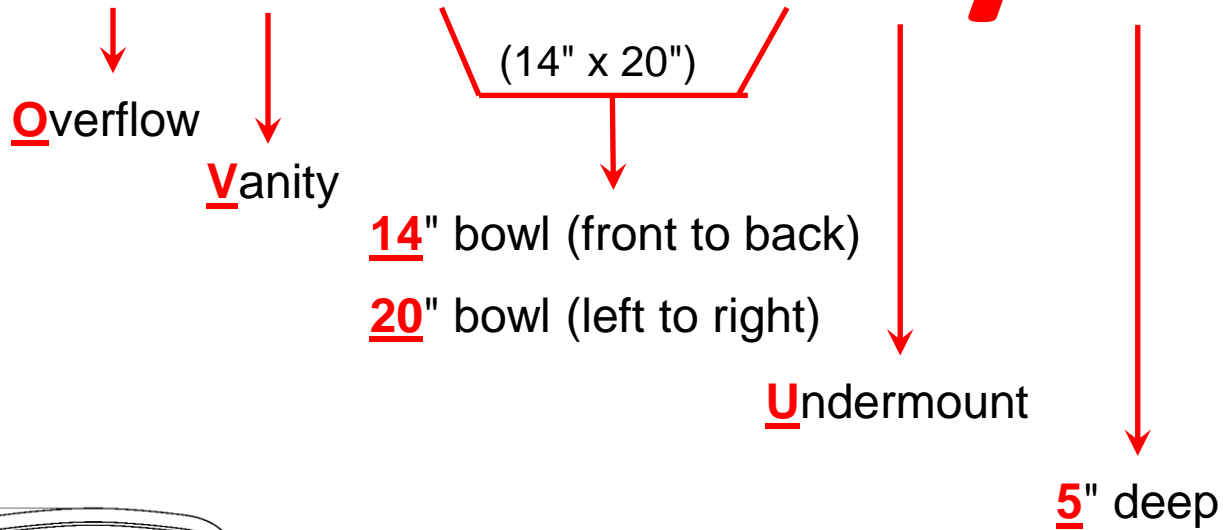 (14" x 20")
Overflow
Vanity
14" bowl (front to back)
20" bowl (left to right)
Undermount
5" deep